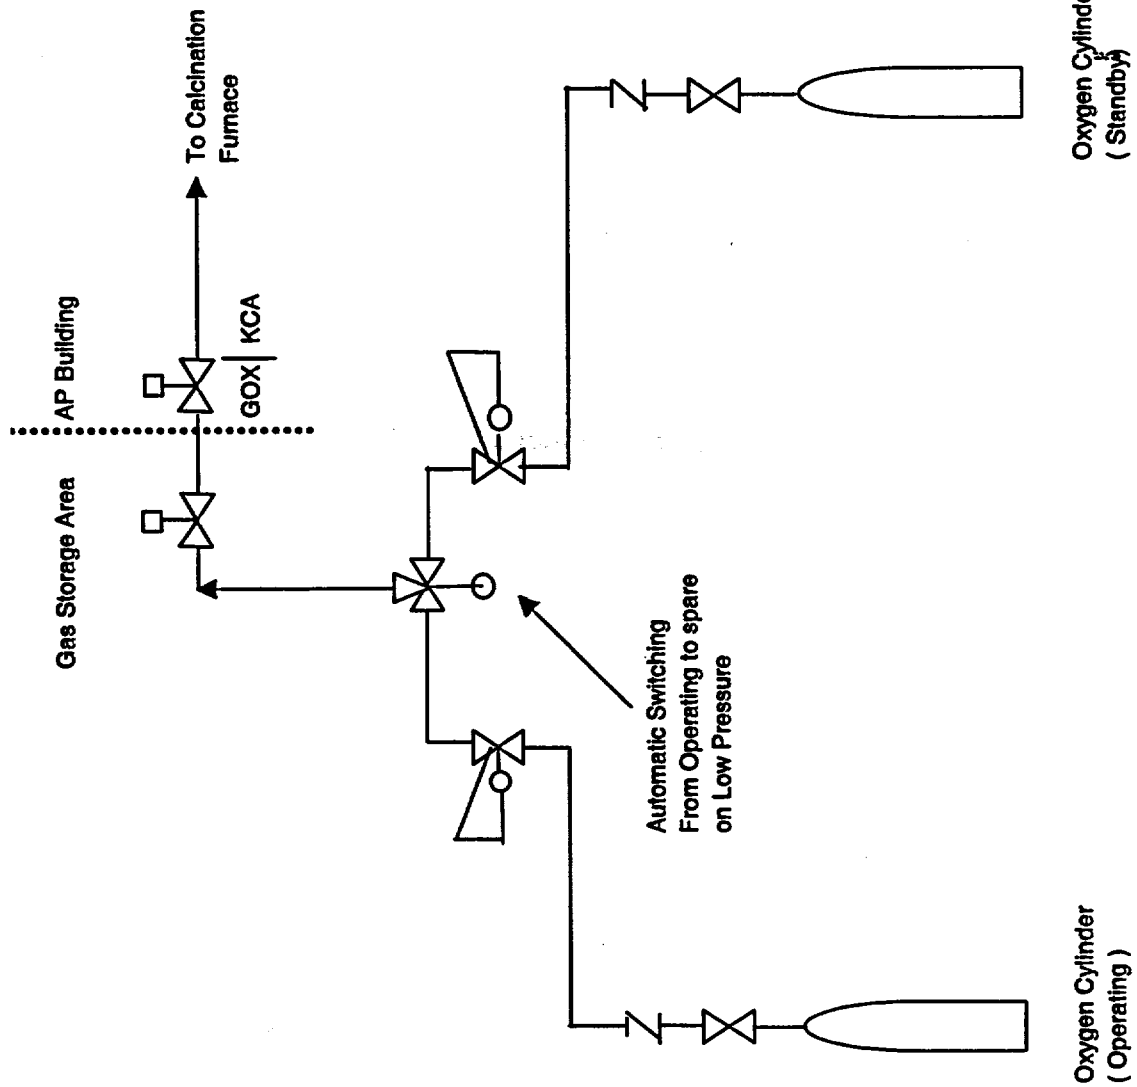 Gas Storage Area
AP Building
To Calcination
Furnace
GOX | KCA
Automatic Switching
From Operating to spare
on Low Pressure
Oxygen Cylinder
( Operating )
Oxygen Cylinde
( Standby)